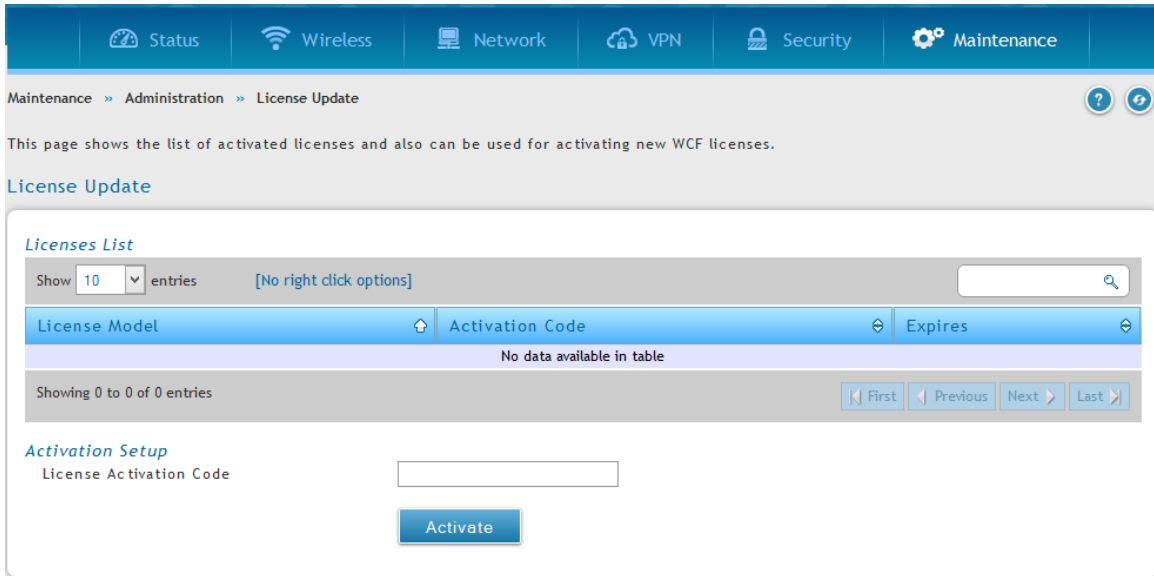 Status Wireless Network VPN Security Maintenance
Maintenance » Administration » License Update
This page shows the list of activated licenses and also can be used for activating new WCF licenses.
License Update
Licenses List
Show 10 entries [No right click options]
License Model Activation Code Expires
No data available in table
Showing 0 to 0 of 0 entries First Previous Next Last
Activation Setup
License Activation Code
Activate